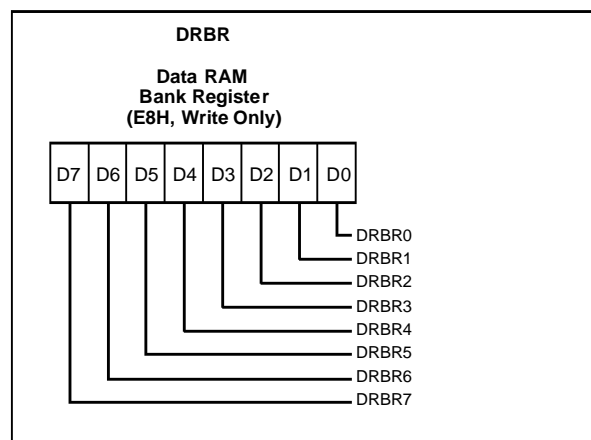 DRBR
Data RAM
Bank Register
(E8H, Write Only)
D7 D6 D5 D4 D3 D2 D1 D0
DRBR0
DRBR1
DRBR2
DRBR3
DRBR4
DRBR5
DRBR6
DRBR7